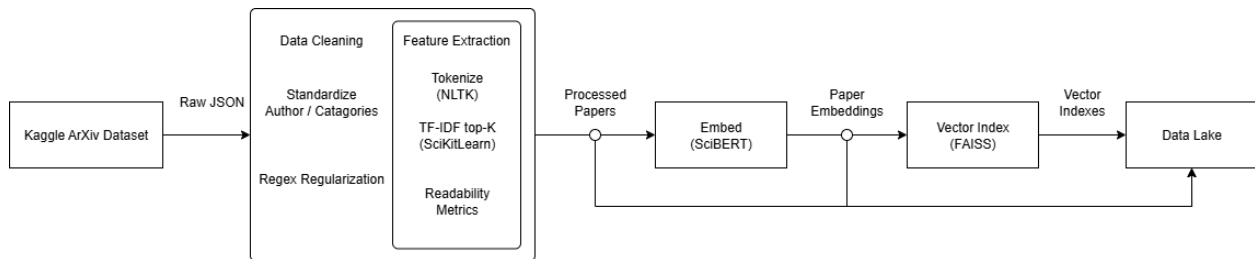 Kaggle ArXiv Dataset
Raw JSON
Data Cleaning
Standardize
Author / Catagories
Regex Regularization
Feature Extraction
Tokenize
(NLTK)
TF-IDF top-K
(SciKitLearn)
Readability
Metrics
Processed
Papers
Embed
(SciBERT)
Paper
Embeddings
Vector Index
(FAISS)
Vector
Indexes
Data Lake